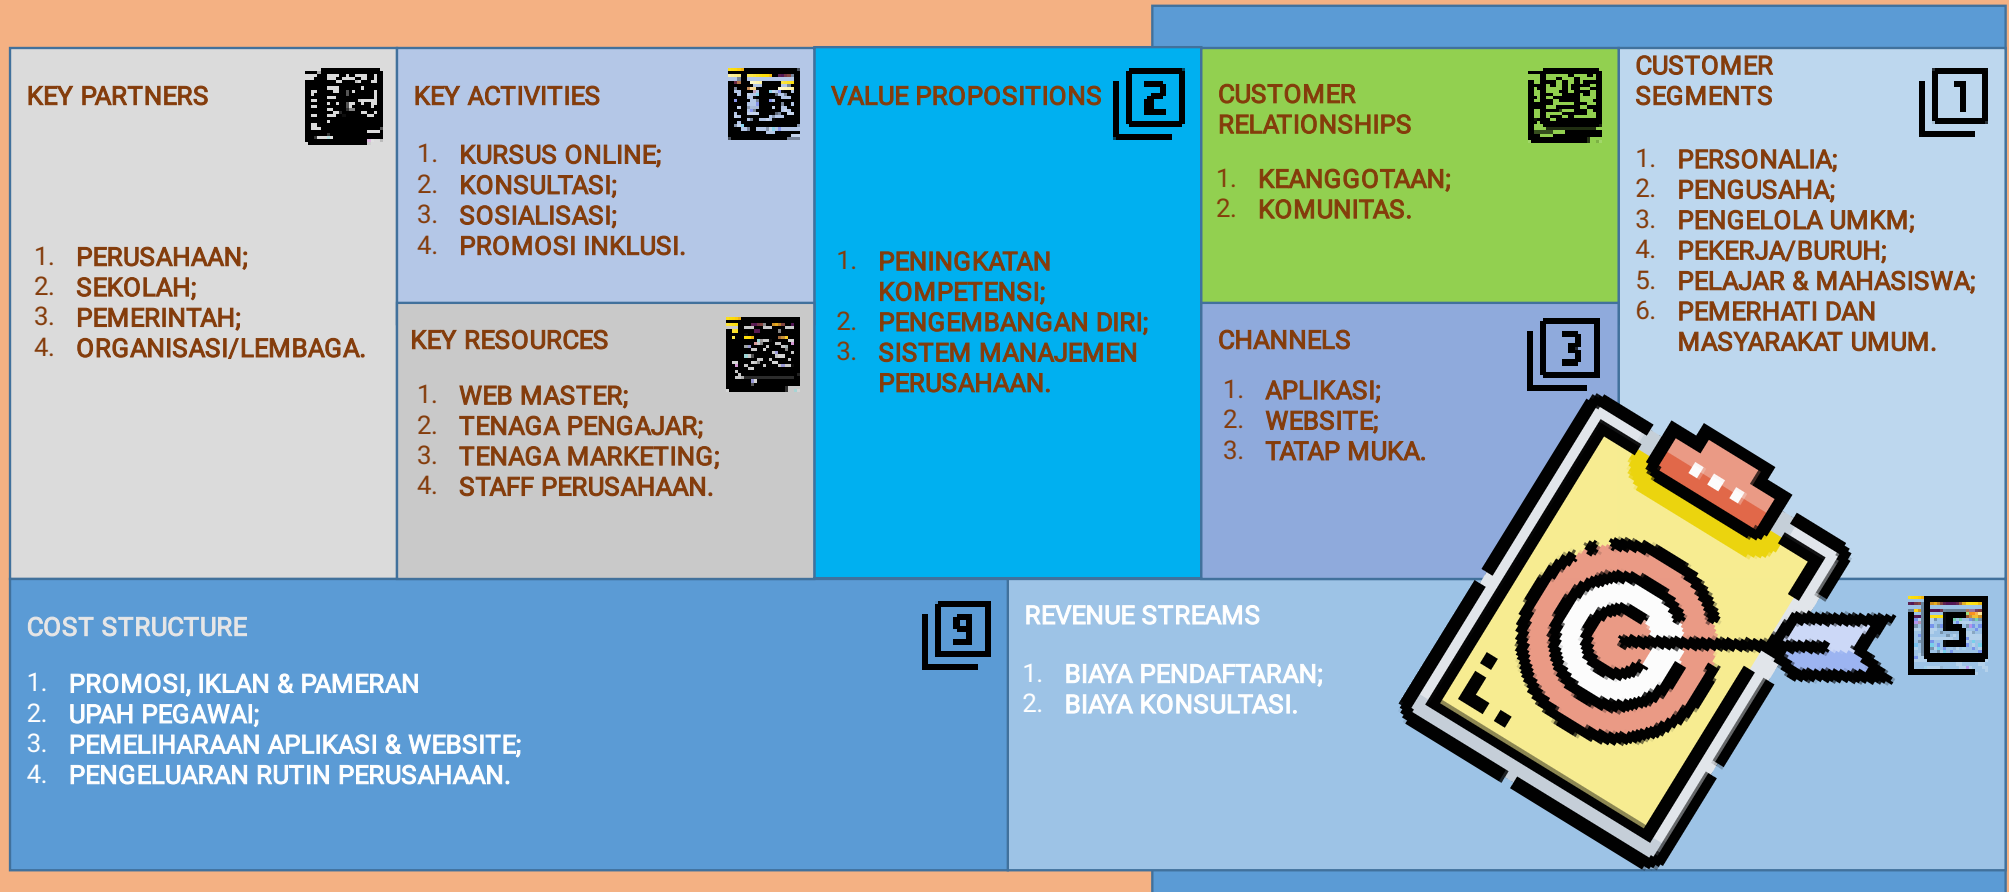 KEY PARTNERS
1. PERUSAHAAN;
2. SEKOLAH;
3. PEMERINTAH;
4. ORGANISASI/LEMBAGA.
KEY ACTIVITIES
1. KURSUS ONLINE;
2. KONSULTASI;
3. SOSIALISASI;
4. PROMOSI INKLUSI.
KEY RESOURCES
1. WEB MASTER;
2. TENAGA PENGAJAR;
3. TENAGA MARKETING;
4. STAFF PERUSAHAAN.
VALUE PROPOSITIONS 2
1. PENINGKATAN
KOMPETENSI;
2. PENGEMBANGAN DIRI;
3. SISTEM MANAJEMEN
PERUSAHAAN.
CUSTOMER
RELATIONSHIPS
1. KEANGGOTAAN;
2. KOMUNITAS.
CHANNELS 3
1. APLIKASI;
2. WEBSITE;
3. TATAP MUKA.
CUSTOMER
SEGMENTS 1
1. PERSONALIA;
2. PENGUSAHA;
3. PENGELOLA UMKM;
4. PEKERJA/BURUH;
5. PELAJAR & MAHASISWA;
6. PEMERHATI DAN
MASYARAKAT UMUM.
COST STRUCTURE 9
1. PROMOSI, IKLAN & PAMERAN
2. UPAH PEGAWAI;
3. PEMELIHARAAN APLIKASI & WEBSITE;
4. PENGELUARAN RUTIN PERUSAHAAN.
REVENUE STREAMS 5
1. BIAYA PENDAFTARAN;
2. BIAYA KONSULTASI.